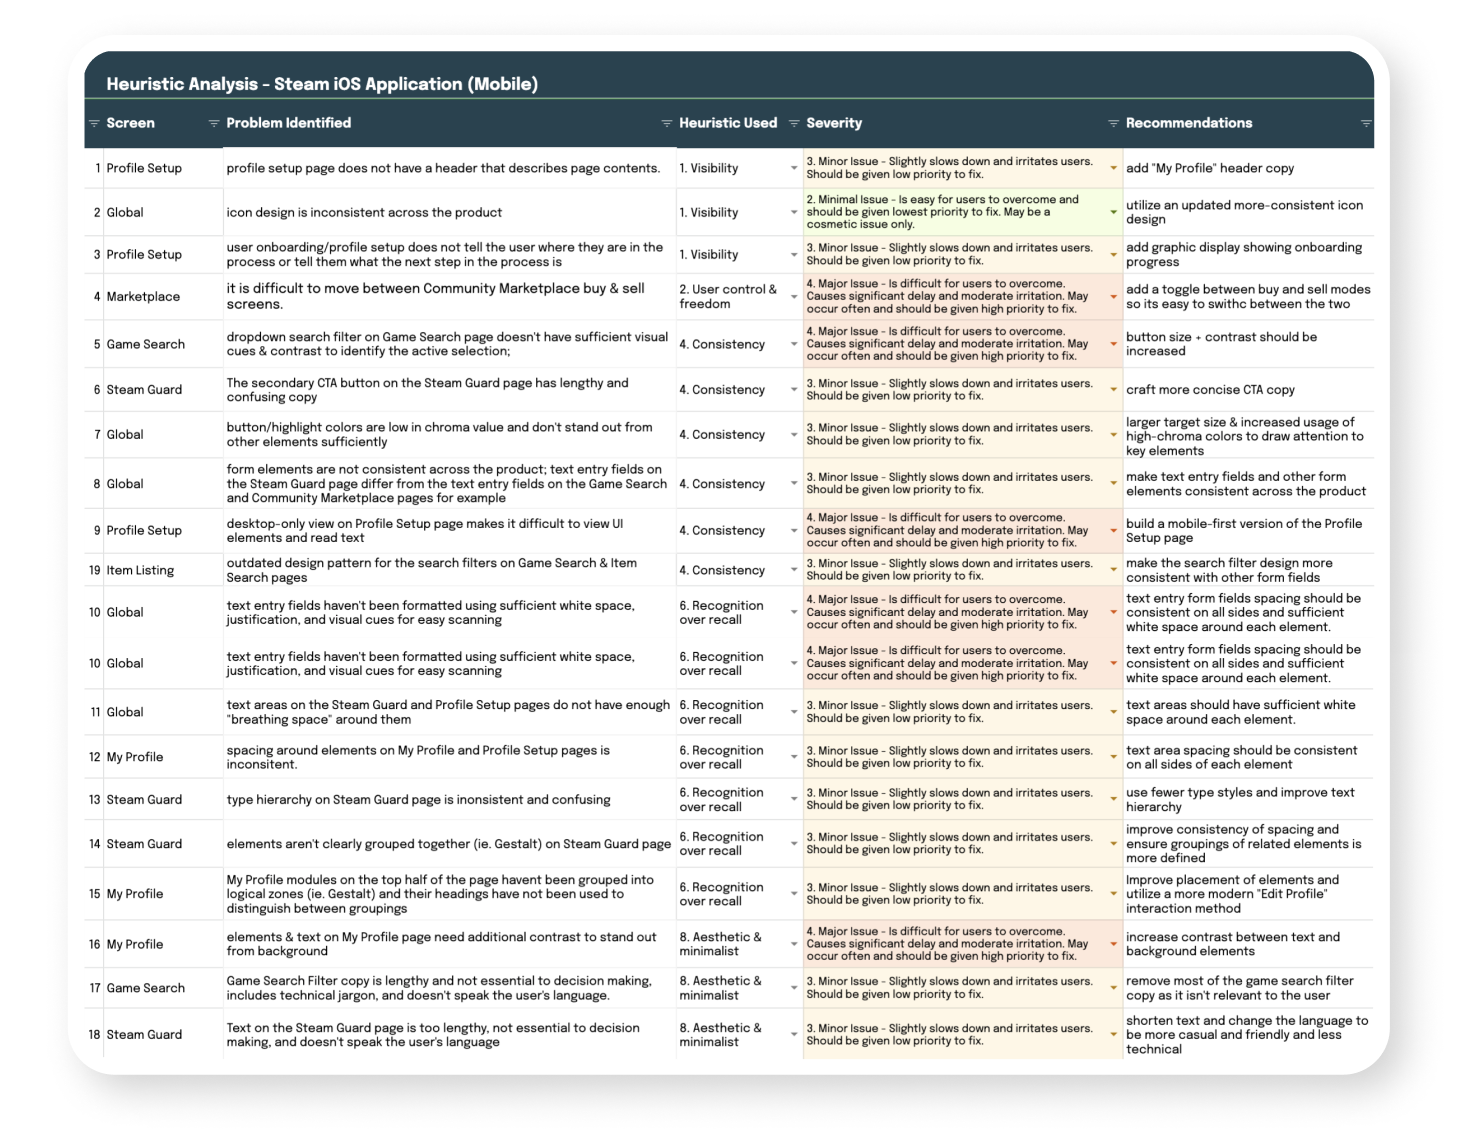 Heuristic Analysis - Steam iOS Application (Mobile)
Screen Problem Identified Heuristic Used Severity Recommendations
1 Profile Setup profile setup page does not have a header that describes page contents. 1. Visibility 3. Minor Issue - Slightly slows down and irritates users. Should be given low priority to fix. add "My Profile" header copy
2 Global icon design is inconsistent across the product 1. Visibility 2. Minimal Issue - Is easy for users to overcome and should be given lowest priority to fix. May be a cosmetic issue only. utilize an updated more-consistent icon design
3 Profile Setup user onboarding/profile setup does not tell the user where they are in the process or tell them what the next step in the process is 1. Visibility 3. Minor Issue - Slightly slows down and irritates users. Should be given low priority to fix. add graphic display showing onboarding progress
4 Marketplace it is difficult to move between Community Marketplace buy & sell screens. 2. User control & freedom 4. Major Issue - Is difficult for users to overcome. Causes significant delay and moderate irritation. May occur often and should be given high priority to fix. add a toggle between buy and sell modes so its easy to swithc between the two
5 Game Search dropdown search filter on Game Search page doesn't have sufficient visual cues & contrast to identify the active selection; 4. Consistency 4. Major Issue - Is difficult for users to overcome. Causes significant delay and moderate irritation. May occur often and should be given high priority to fix. button size + contrast should be increased
6 Steam Guard The secondary CTA button on the Steam Guard page has lengthy and confusing copy 4. Consistency 3. Minor Issue - Slightly slows down and irritates users. Should be given low priority to fix. craft more concise CTA copy
7 Global button/highlight colors are low in chroma value and don't stand out from other elements sufficiently 4. Consistency 3. Minor Issue - Slightly slows down and irritates users. Should be given low priority to fix. larger target size & increased usage of high-chroma colors to draw attention to key elements
8 Global form elements are not consistent across the product; text entry fields on the Steam Guard page differ from the text entry fields on the Game Search and Community Marketplace pages for example 4. Consistency 3. Minor Issue - Slightly slows down and irritates users. Should be given low priority to fix. make text entry fields and other form elements consistent across the product
9 Profile Setup desktop-only view on Profile Setup page makes it difficult to view UI elements and read text 4. Consistency 4. Major Issue - Is difficult for users to overcome. Causes significant delay and moderate irritation. May occur often and should be given high priority to fix. build a mobile-first version of the Profile Setup page
19 Item Listing outdated design pattern for the search filters on Game Search & Item Search pages 4. Consistency 3. Minor Issue - Slightly slows down and irritates users. Should be given low priority to fix. make the search filter design more consistent with other form fields
10 Global text entry fields haven't been formatted using sufficient white space, justification, and visual cues for easy scanning 6. Recognition over recall 4. Major Issue - Is difficult for users to overcome. Causes significant delay and moderate irritation. May occur often and should be given high priority to fix. text entry form fields spacing should be consistent on all sides and sufficient white space around each element.
10 Global text entry fields haven't been formatted using sufficient white space, justification, and visual cues for easy scanning 6. Recognition over recall 4. Major Issue - Is difficult for users to overcome. Causes significant delay and moderate irritation. May occur often and should be given high priority to fix. text entry form fields spacing should be consistent on all sides and sufficient white space around each element.
11 Global text areas on the Steam Guard and Profile Setup pages do not have enough "breathing space" around them 6. Recognition over recall 3. Minor Issue - Slightly slows down and irritates users. Should be given low priority to fix. text areas should have sufficient white space around each element.
12 My Profile spacing around elements on My Profile and Profile Setup pages is inconsitent. 6. Recognition over recall 3. Minor Issue - Slightly slows down and irritates users. Should be given low priority to fix. text area spacing should be consistent on all sides of each element
13 Steam Guard type hierarchy on Steam Guard page is inonsistent and confusing 6. Recognition over recall 3. Minor Issue - Slightly slows down and irritates users. Should be given low priority to fix. use fewer type styles and improve text hierarchy
14 Steam Guard elements aren't clearly grouped together (ie. Gestalt) on Steam Guard page 6. Recognition over recall 3. Minor Issue - Slightly slows down and irritates users. Should be given low priority to fix. improve consistency of spacing and ensure groupings of related elements is more defined
15 My Profile My Profile modules on the top half of the page havent been grouped into logical zones (ie. Gestalt) and their headings have not been used to distinguish between groupings 6. Recognition over recall 3. Minor Issue - Slightly slows down and irritates users. Should be given low priority to fix. Improve placement of elements and utilize a more modern "Edit Profile" interaction method
16 My Profile elements & text on My Profile page need additional contrast to stand out from background 8. Aesthetic & minimalist 4. Major Issue - Is difficult for users to overcome. Causes significant delay and moderate irritation. May occur often and should be given high priority to fix. increase contrast between text and background elements
17 Game Search Game Search Filter copy is lengthy and not essential to decision making, includes technical jargon, and doesn't speak the user's language. 8. Aesthetic & minimalist 3. Minor Issue - Slightly slows down and irritates users. Should be given low priority to fix. remove most of the game search filter copy as it isn't relevant to the user
18 Steam Guard Text on the Steam Guard page is too lengthy, not essential to decision making, and doesn't speak the user's language 8. Aesthetic & minimalist 3. Minor Issue - Slightly slows down and irritates users. Should be given low priority to fix. shorten text and change the language to be more casual and friendly and less technical